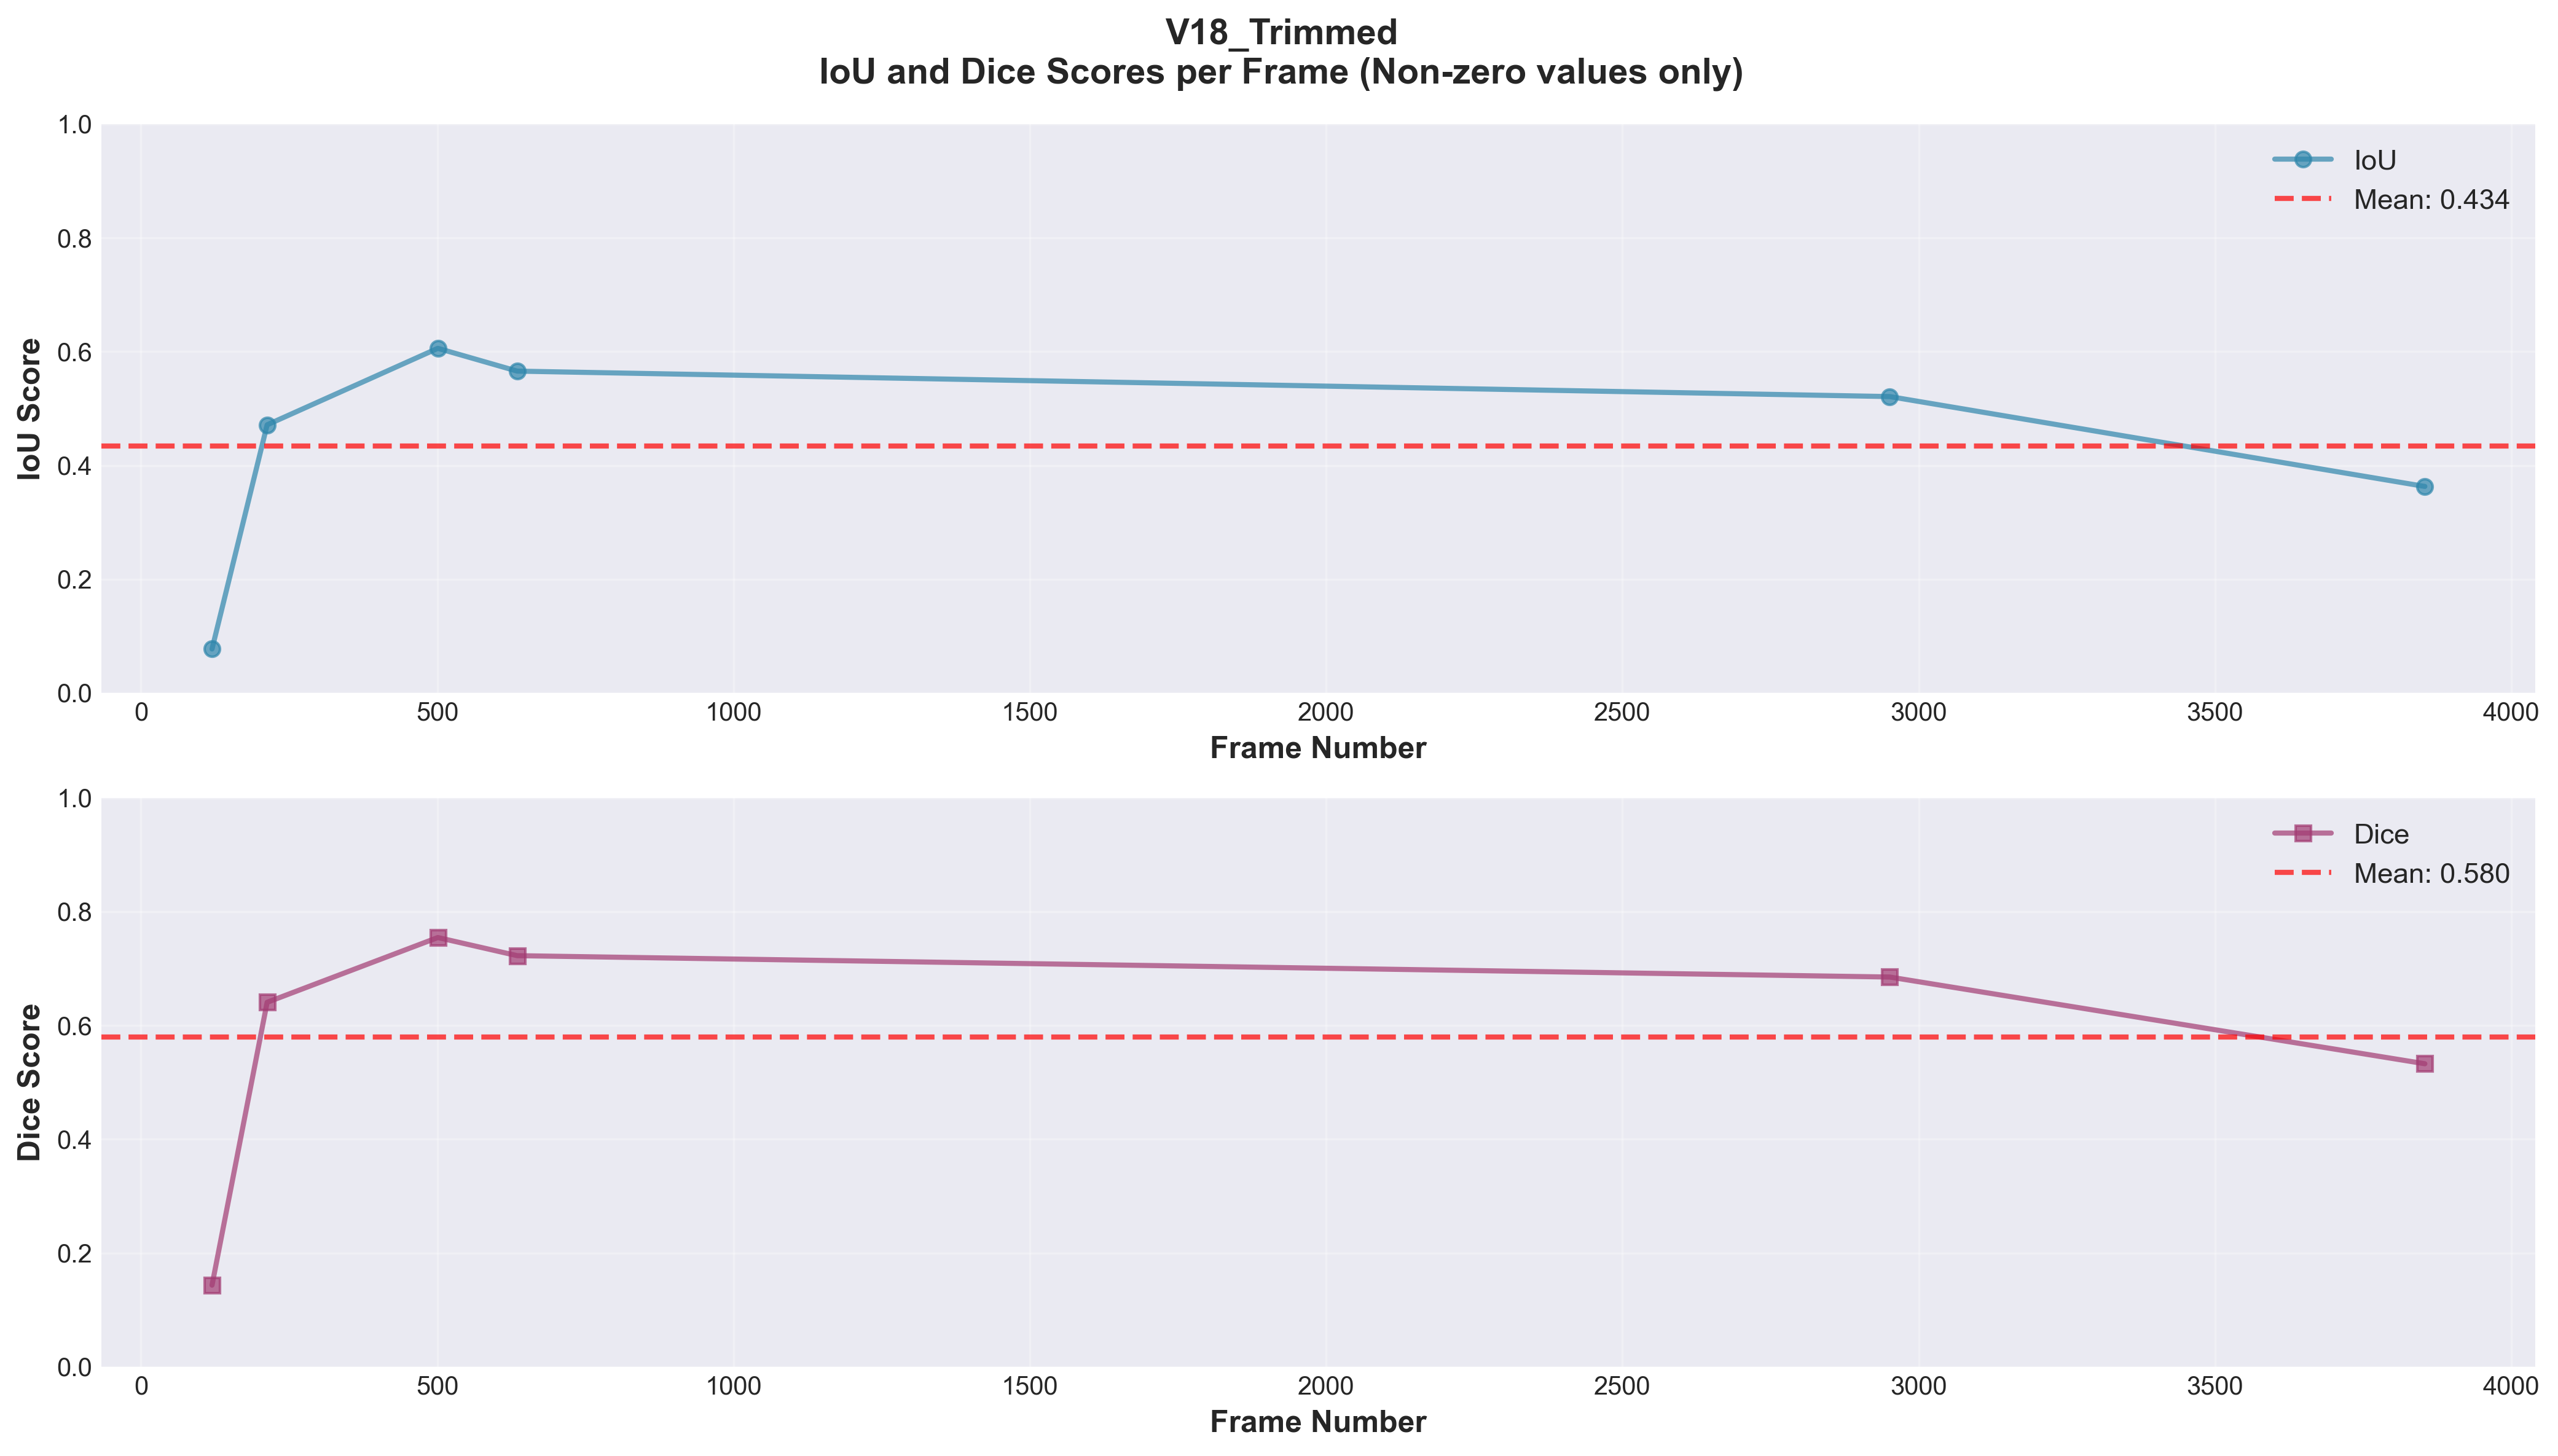 V18_Trimmed
IoU and Dice Scores per Frame (Non-zero values only)
1.0
0.8
0.6
0.4
0.2
0.0
IoU Score
IoU
Mean: 0.434
0 500 1000 1500 2000 2500 3000 3500 4000
Frame Number
1.0
0.8
0.6
0.4
0.2
0.0
Dice Score
Dice
Mean: 0.580
0 500 1000 1500 2000 2500 3000 3500 4000
Frame Number